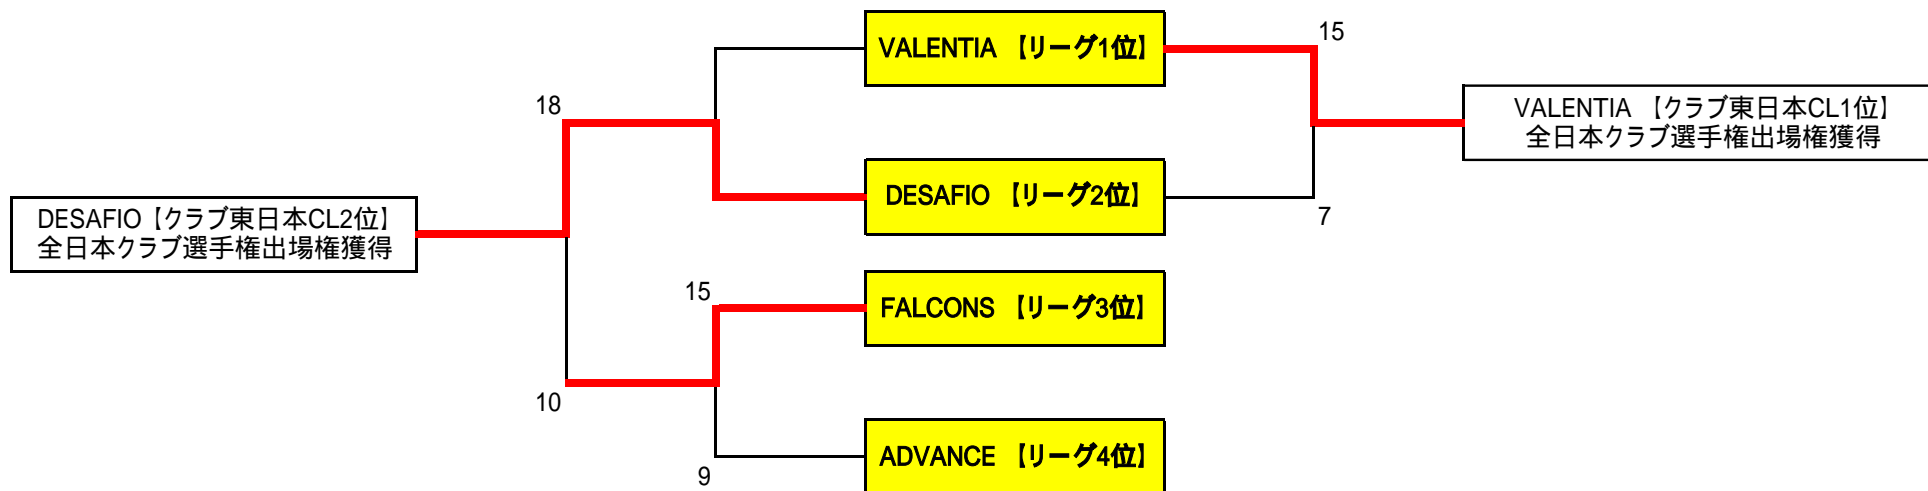 VALENTIA 【リーグ1位】
15
18
VALENTIA 【クラブ東日本CL1位】
全日本クラブ選手権出場権獲得
DESAFIO 【リーグ2位】
7
DESAFIO【クラブ東日本CL2位】
全日本クラブ選手権出場権獲得
15
FALCONS 【リーグ3位】
10
ADVANCE 【リーグ4位】
9